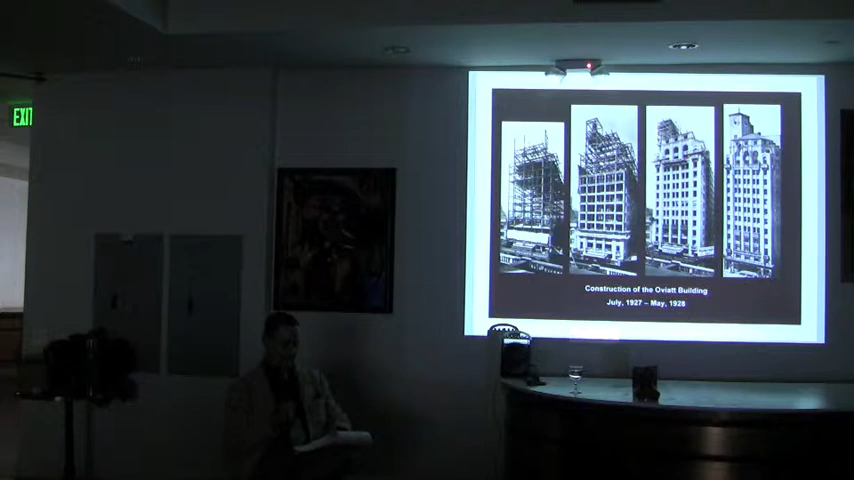 EXIT
Construction of the Oviatt Building
July, 1927 – May, 1928